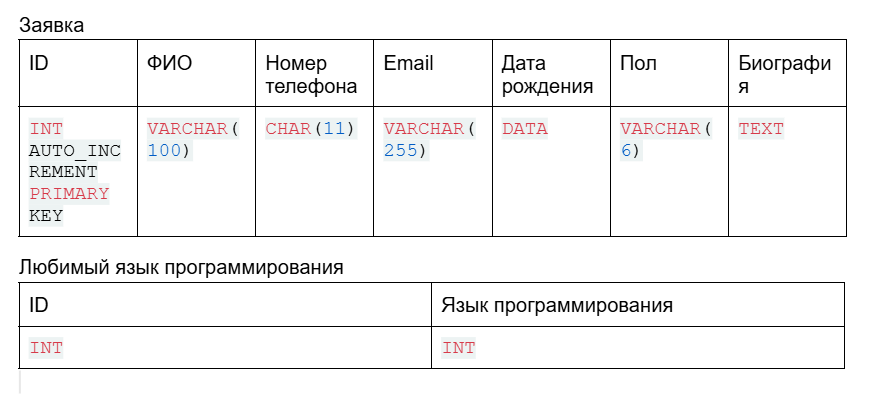 Заявка
ID ФИО Номер телефона Email Дата рождения Пол Биография
INT AUTO_INCREMENT PRIMARY KEY VARCHAR(100) CHAR(11) VARCHAR(255) DATA VARCHAR(6) TEXT
Любимый язык программирования
ID Язык программирования
INT INT